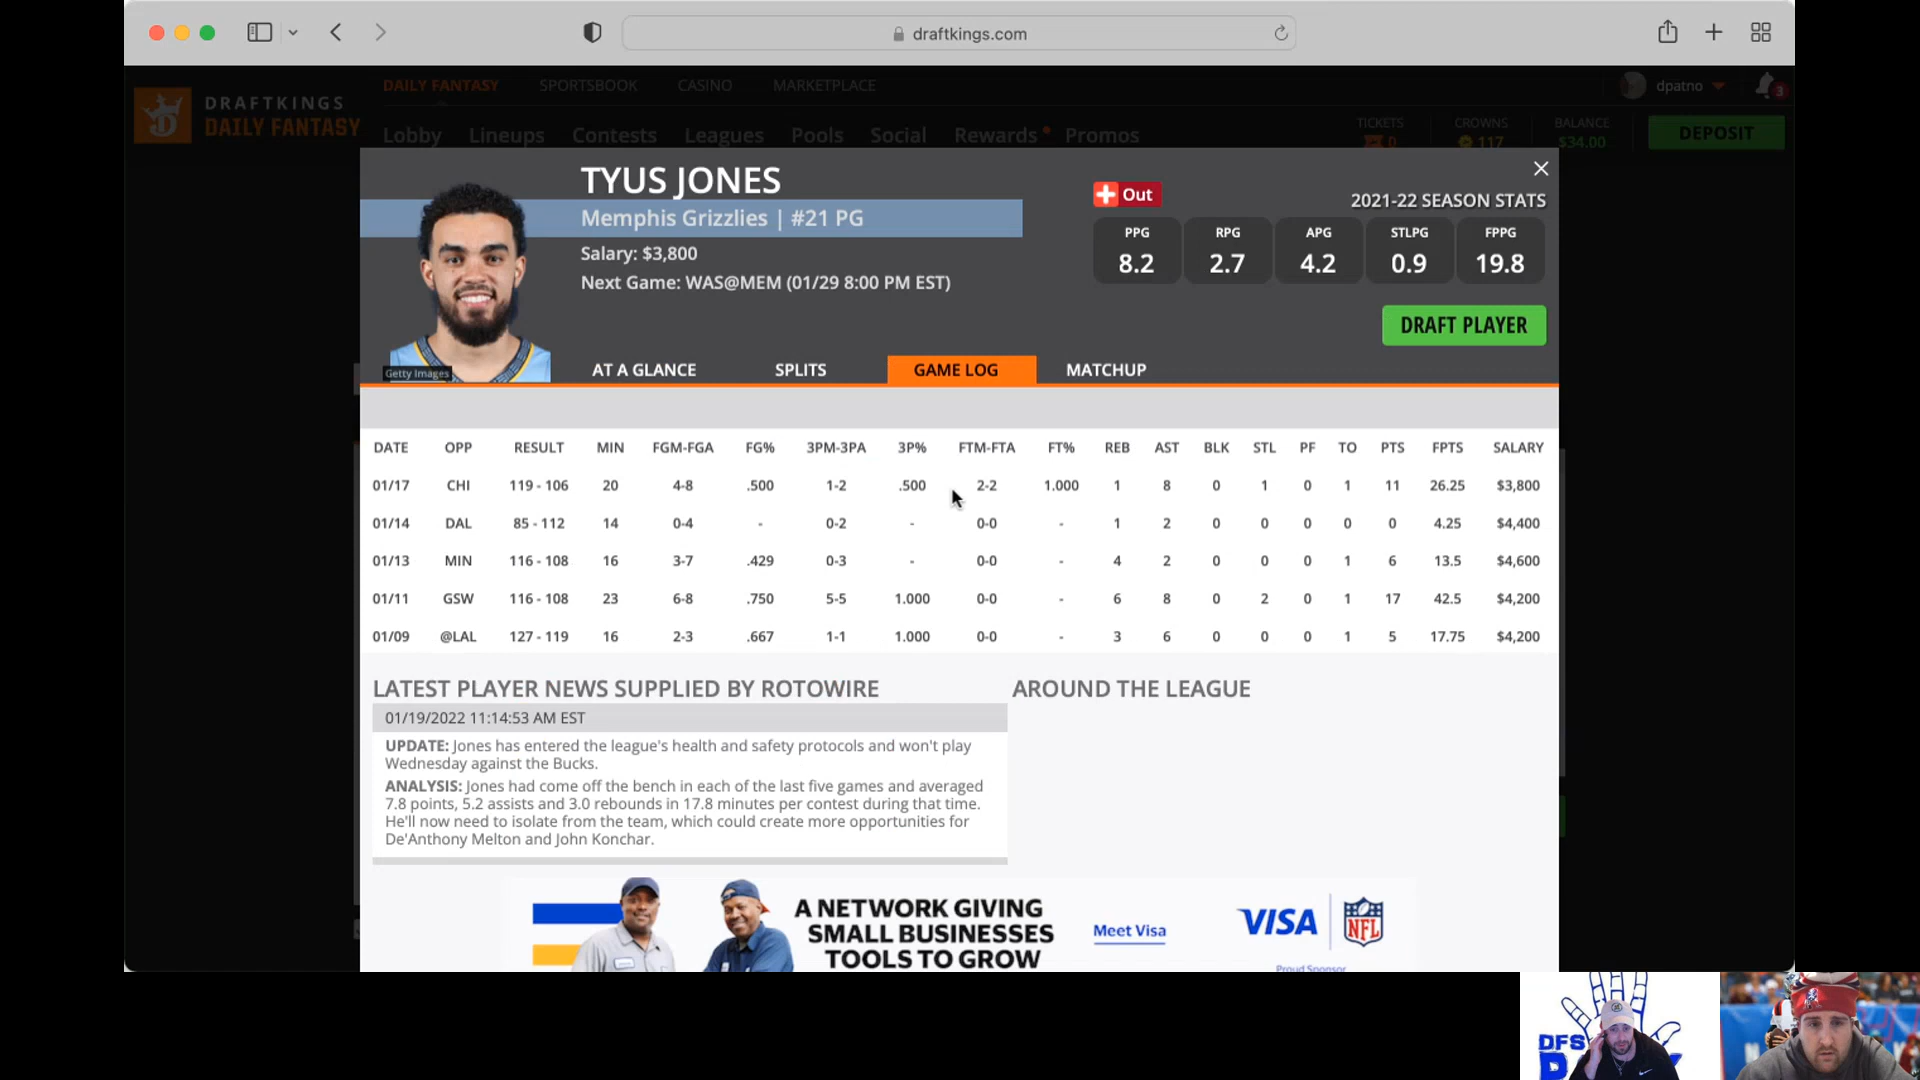 draftkings.com
DRAFTKINGS
DAILY FANTASY
DAILY FANTASY SPORTSBOOK CASINO MARKETPLACE
dpatno
3
Lobby Lineups Contests Leagues Pools Social Rewards Promos
TICKETS
0
CROWNS
117
BALANCE
$34.00
DEPOSIT
TYUS JONES
Memphis Grizzlies | #21 PG
Salary: $3,800
Next Game: WAS@MEM (01/29 8:00 PM EST)
Getty Images
Out
2021-22 SEASON STATS
PPG RPG APG STLPG FPPG
8.2 2.7 4.2 0.9 19.8
DRAFT PLAYER
AT A GLANCE SPLITS GAME LOG MATCHUP
DATE OPP RESULT MIN FGM-FGA FG% 3PM-3PA 3P% FTM-FTA FT% REB AST BLK STL PF TO PTS FPTS SALARY
01/17 CHI 119 - 106 20 4-8 .500 1-2 .500 2-2 1.000 1 8 0 1 0 1 11 26.25 $3,800
01/14 DAL 85 - 112 14 0-4 - 0-2 - 0-0 - 1 2 0 0 0 0 0 4.25 $4,400
01/13 MIN 116 - 108 16 3-7 .429 0-3 - 0-0 - 4 2 0 0 0 1 6 13.5 $4,600
01/11 GSW 116 - 108 23 6-8 .750 5-5 1.000 0-0 - 6 8 0 2 0 1 17 42.5 $4,200
01/09 @LAL 127 - 119 16 2-3 .667 1-1 1.000 0-0 - 3 6 0 0 0 1 5 17.75 $4,200
LATEST PLAYER NEWS SUPPLIED BY ROTOWIRE
AROUND THE LEAGUE
01/19/2022 11:14:53 AM EST
UPDATE: Jones has entered the league's health and safety protocols and won't play
Wednesday against the Bucks.
ANALYSIS: Jones had come off the bench in each of the last five games and averaged
7.8 points, 5.2 assists and 3.0 rebounds in 17.8 minutes per contest during that time.
He'll now need to isolate from the team, which could create more opportunities for
De'Anthony Melton and John Konchar.
A NETWORK GIVING
SMALL BUSINESSES
TOOLS TO GROW
Meet Visa
VISA
NFL
Proud Sponsor
DFS